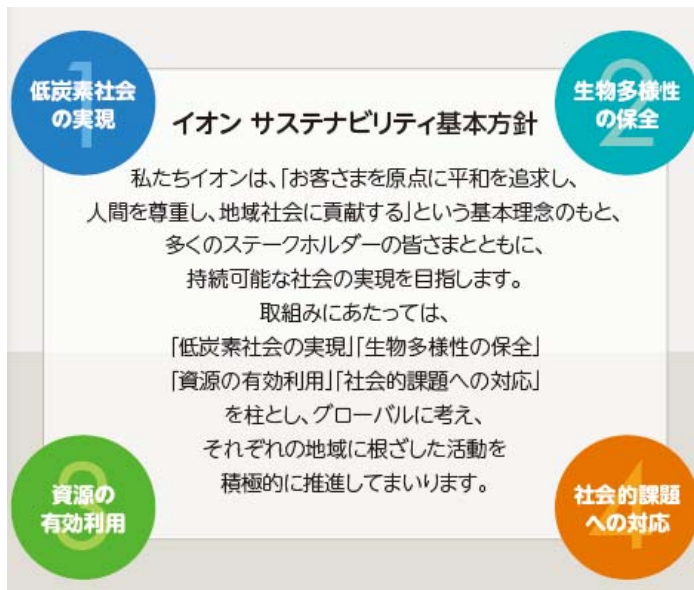 1
低炭素社会
の実現
2
生物多様性
の保全
イオン サステナビリティ基本方針
私たちイオンは、「お客さまを原点に平和を追求し、
人間を尊重し、地域社会に貢献する」という基本理念のもと、
多くのステークホルダーの皆さまとともに、
持続可能な社会の実現を目指します。
取組みにあたっては、
「低炭素社会の実現」「生物多様性の保全」
「資源の有効利用」「社会的課題への対応」
を柱とし、グローバルに考え、
それぞれの地域に根ざした活動を
積極的に推進してまいります。
3
資源の
有効利用
4
社会的課題
への対応